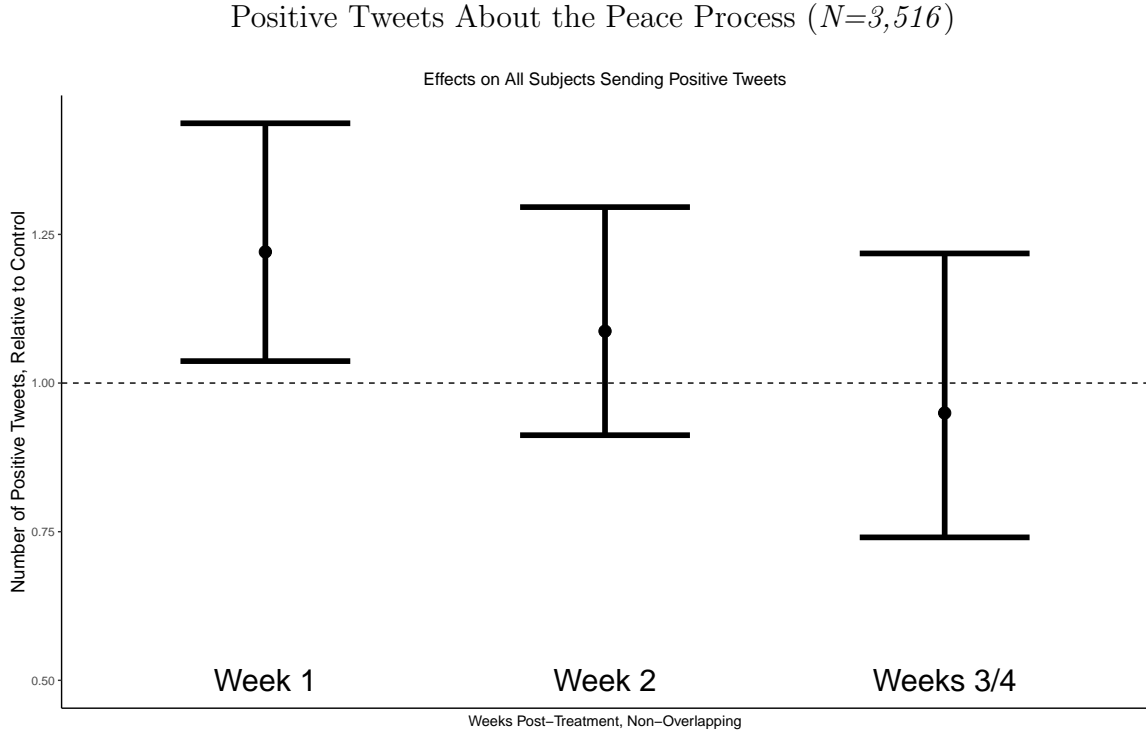 Positive Tweets About the Peace Process (N=3,516)
Effects on All Subjects Sending Positive Tweets
Number of Positive Tweets, Relative to Control
1.25
1.00
0.75
0.50
Week 1
Week 2
Weeks 3/4
Weeks Post−Treatment, Non−Overlapping